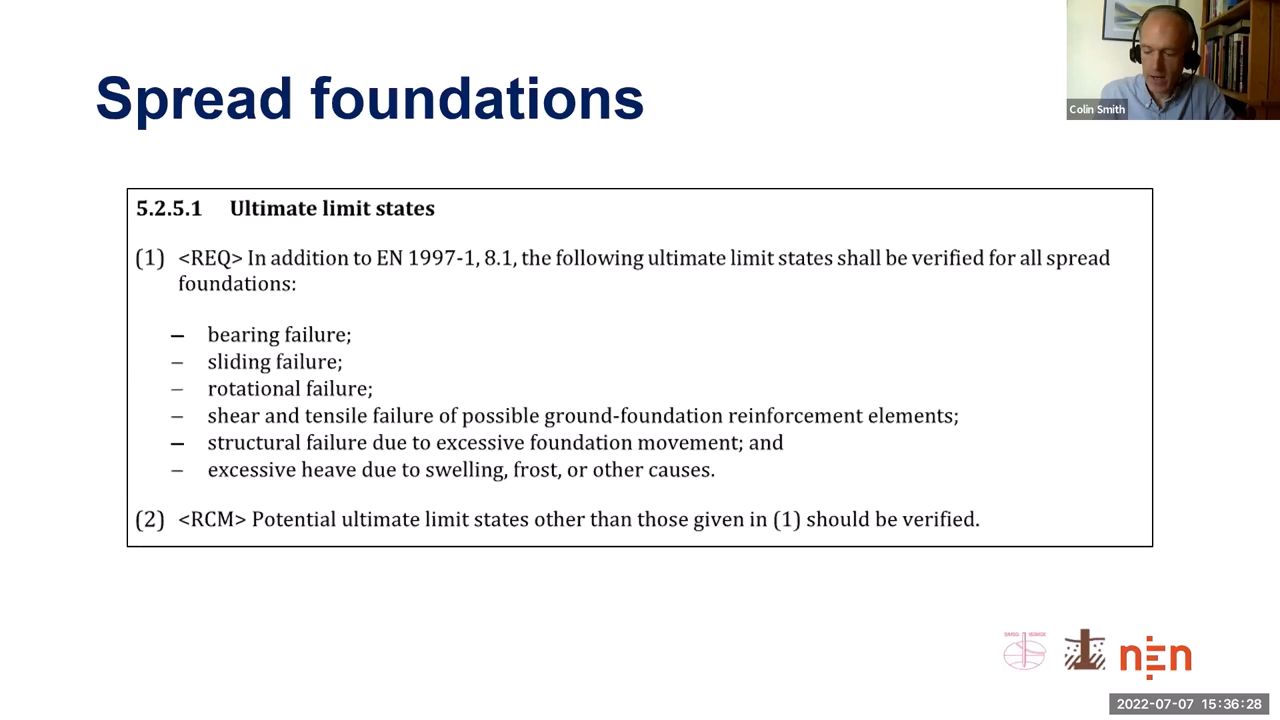 Spread foundations
Colin Smith
5.2.5.1 Ultimate limit states
(1) <REQ> In addition to EN 1997-1, 8.1, the following ultimate limit states shall be verified for all spread
foundations:
– bearing failure;
– sliding failure;
– rotational failure;
– shear and tensile failure of possible ground-foundation reinforcement elements;
– structural failure due to excessive foundation movement; and
– excessive heave due to swelling, frost, or other causes.
(2) <RCM> Potential ultimate limit states other than those given in (1) should be verified.
nEn
2022-07-07 15:36:28